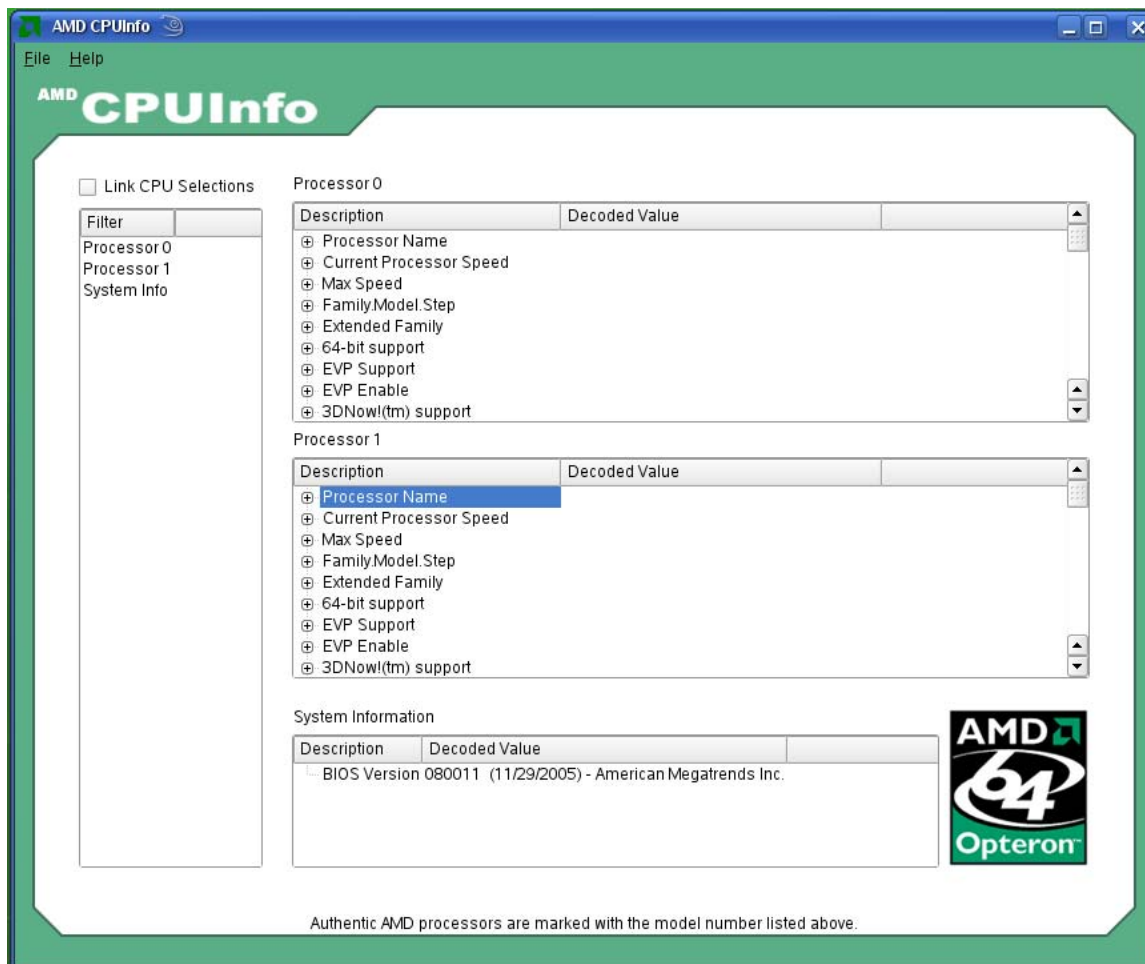 AMD CPUInfo
File Help
AMD CPUInfo
Link CPU Selections
Filter
Processor 0
Processor 1
System Info
Processor 0
Description Decoded Value
Processor Name
Current Processor Speed
Max Speed
Family.Model.Step
Extended Family
64-bit support
EVP Support
EVP Enable
3DNow!(tm) support
Processor 1
Description Decoded Value
Processor Name
Current Processor Speed
Max Speed
Family.Model.Step
Extended Family
64-bit support
EVP Support
EVP Enable
3DNow!(tm) support
System Information
Description Decoded Value
BIOS Version 080011 (11/29/2005) - American Megatrends Inc.
AMD
64
Opteron™
Authentic AMD processors are marked with the model number listed above.